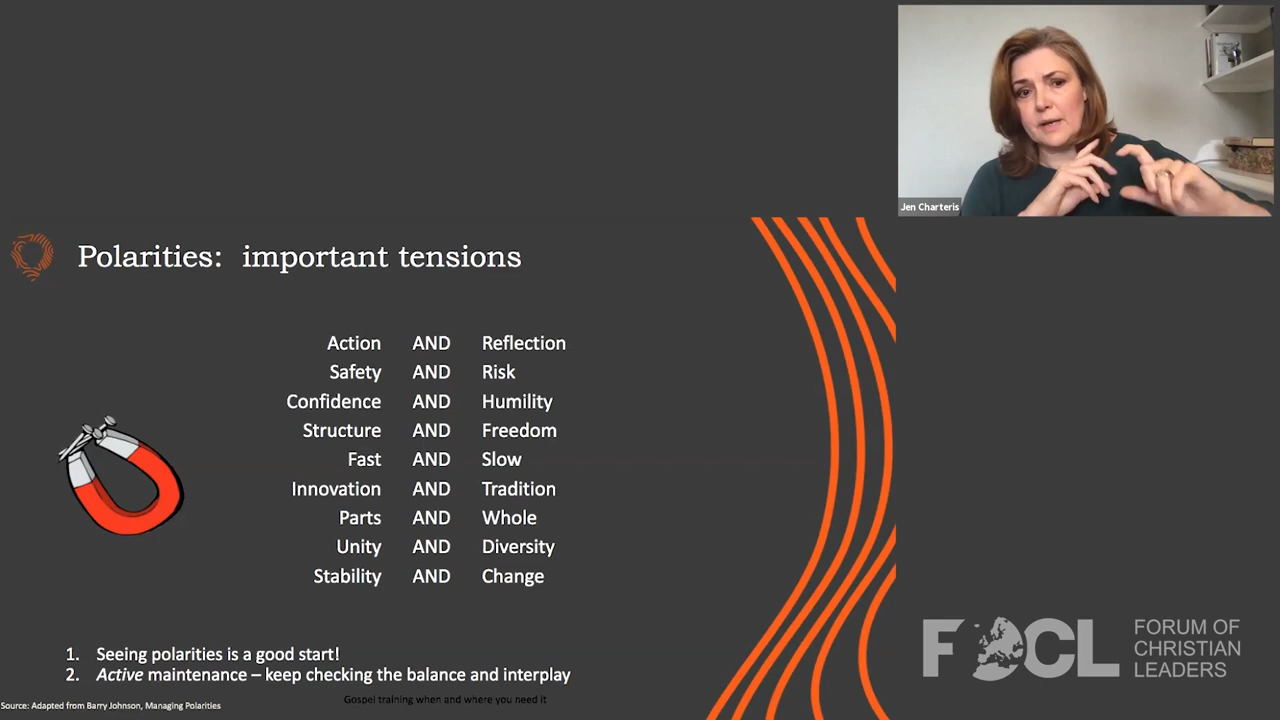 Jen Charteris
Polarities: important tensions
Action AND Reflection
Safety AND Risk
Confidence AND Humility
Structure AND Freedom
Fast AND Slow
Innovation AND Tradition
Parts AND Whole
Unity AND Diversity
Stability AND Change
1. Seeing polarities is a good start!
2. Active maintenance – keep checking the balance and interplay
Gospel training when and where you need it
Source: Adapted from Barry Johnson, Managing Polarities
FOCL
FORUM OF
CHRISTIAN
LEADERS